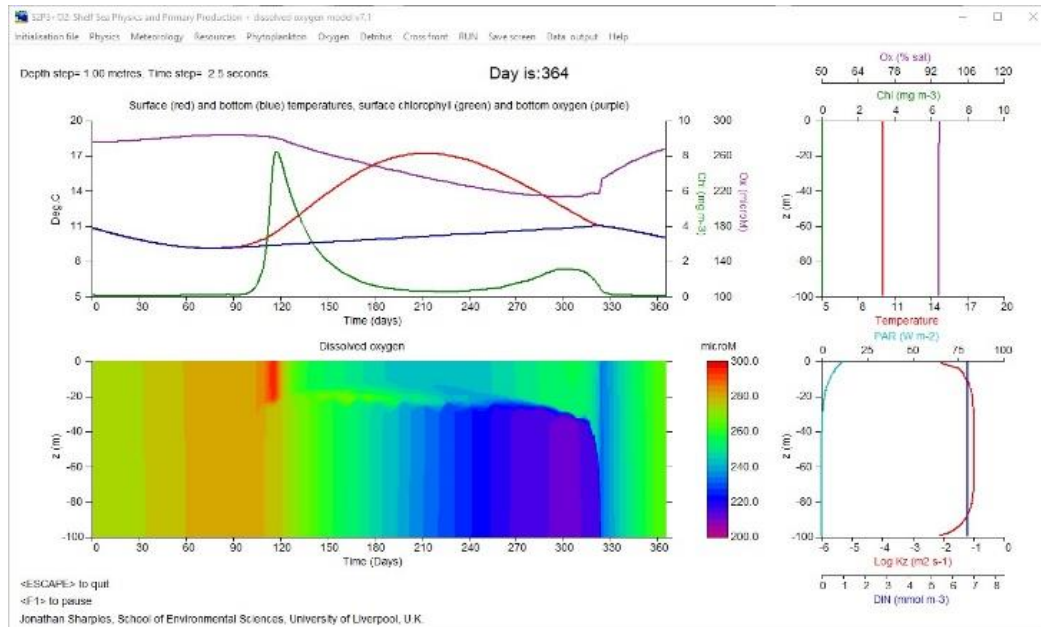 S2P3+O2: Shelf Sea Physics and Primary Production + dissolved oxygen model v7.1
Initialisation file Physics Meteorology Resources Phytoplankton Oxygen Detritus Cross front RUN Save screen Data output Help
Depth step= 1.00 metres. Time step= 2.5 seconds.
Day is:364
Surface (red) and bottom (blue) temperatures, surface chlorophyll (green) and bottom oxygen (purple)
20
17
14
11
8
5
Deg.C
10
8
6
4
2
0
Chl (mg m-3)
300
260
220
180
140
100
Ox (microM)
0 30 60 90 120 150 180 210 240 270 300 330 360
Time (days)
Ox (% sat)
50 64 78 92 106 120
Chl (mg m-3)
0 2 4 6 8 10
0
-20
-40
-60
-80
-100
z (m)
5 8 11 14 17 20
Temperature
Dissolved oxygen
0
-20
-40
-60
-80
-100
z (m)
0 30 60 90 120 150 180 210 240 270 300 330 360
Time (Days)
microM
300.0
280.0
260.0
240.0
220.0
200.0
PAR (W m-2)
0 25 50 75 100
0
-20
-40
-60
-80
-100
z (m)
-6 -5 -4 -3 -2 -1 0
Log Kz (m2 s-1)
0 1 2 3 4 5 6 7 8
DIN (mmol m-3)
<ESCAPE> to quit
<F1> to pause
Jonathan Sharples, School of Environmental Sciences, University of Liverpool, U.K.